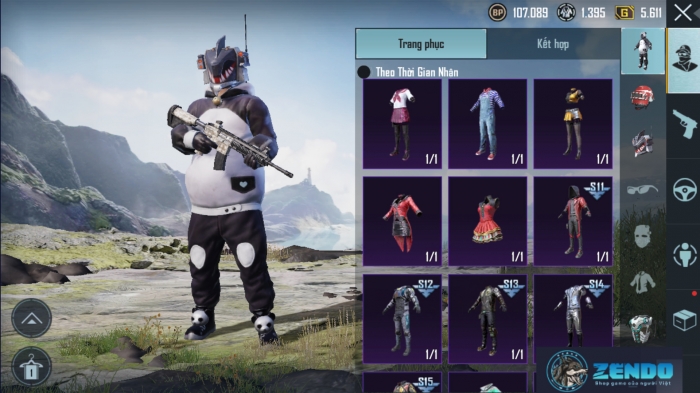 BP 107.089 1.395 G 5.611
Trang phục Kết hợp
Theo Thời Gian Nhận
1/1 1/1 1/1
S11
1/1 1/1 1/1
S12 S13 S14
1/1 1/1 1/1
S15
ZENDO
Shop game của người Việt